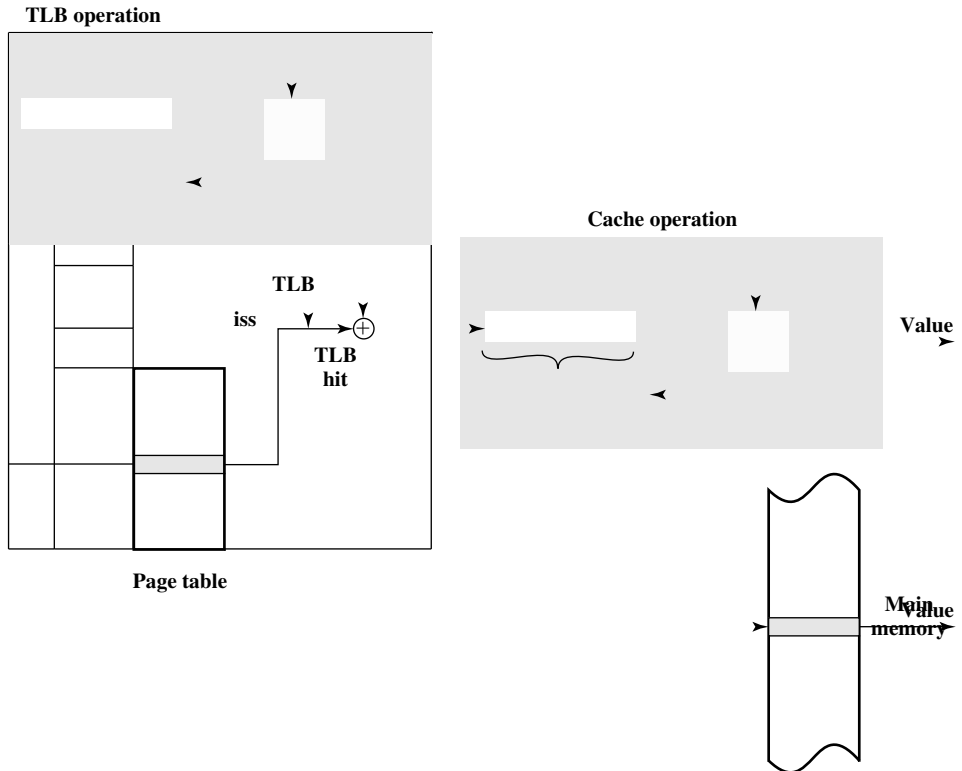 TLB operation
Cache operation
TLB
iss
TLB
hit
Value
Page table
Main
Value
memory